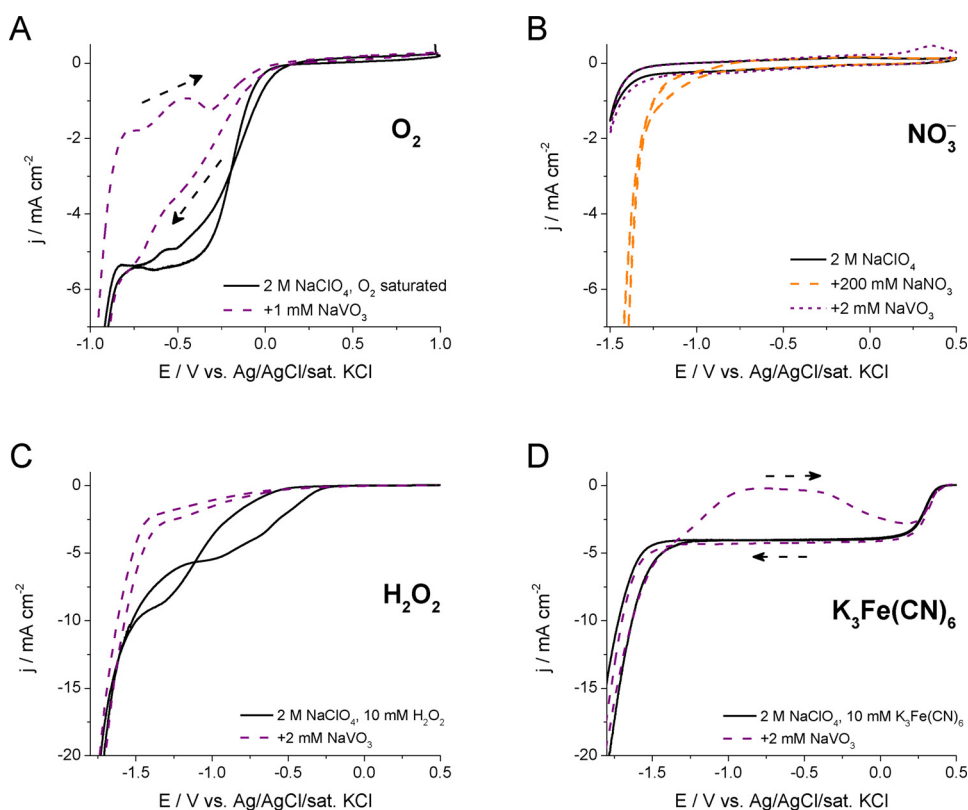 A
0
-2
-4
-6
j / mA cm⁻²
O₂
2 M NaClO₄, O₂ saturated
+1 mM NaVO₃
-1.0 -0.5 0.0 0.5 1.0
E / V vs. Ag/AgCl/sat. KCl
B
0
-2
-4
-6
j / mA cm⁻²
NO₃⁻
2 M NaClO₄
+200 mM NaNO₃
+2 mM NaVO₃
-1.5 -1.0 -0.5 0.0 0.5
E / V vs. Ag/AgCl/sat. KCl
C
0
-5
-10
-15
-20
j / mA cm⁻²
H₂O₂
2 M NaClO₄, 10 mM H₂O₂
+2 mM NaVO₃
-1.5 -1.0 -0.5 0.0 0.5
E / V vs. Ag/AgCl/sat. KCl
D
0
-5
-10
-15
-20
j / mA cm⁻²
K₃Fe(CN)₆
2 M NaClO₄, 10 mM K₃Fe(CN)₆
+2 mM NaVO₃
-1.5 -1.0 -0.5 0.0 0.5
E / V vs. Ag/AgCl/sat. KCl